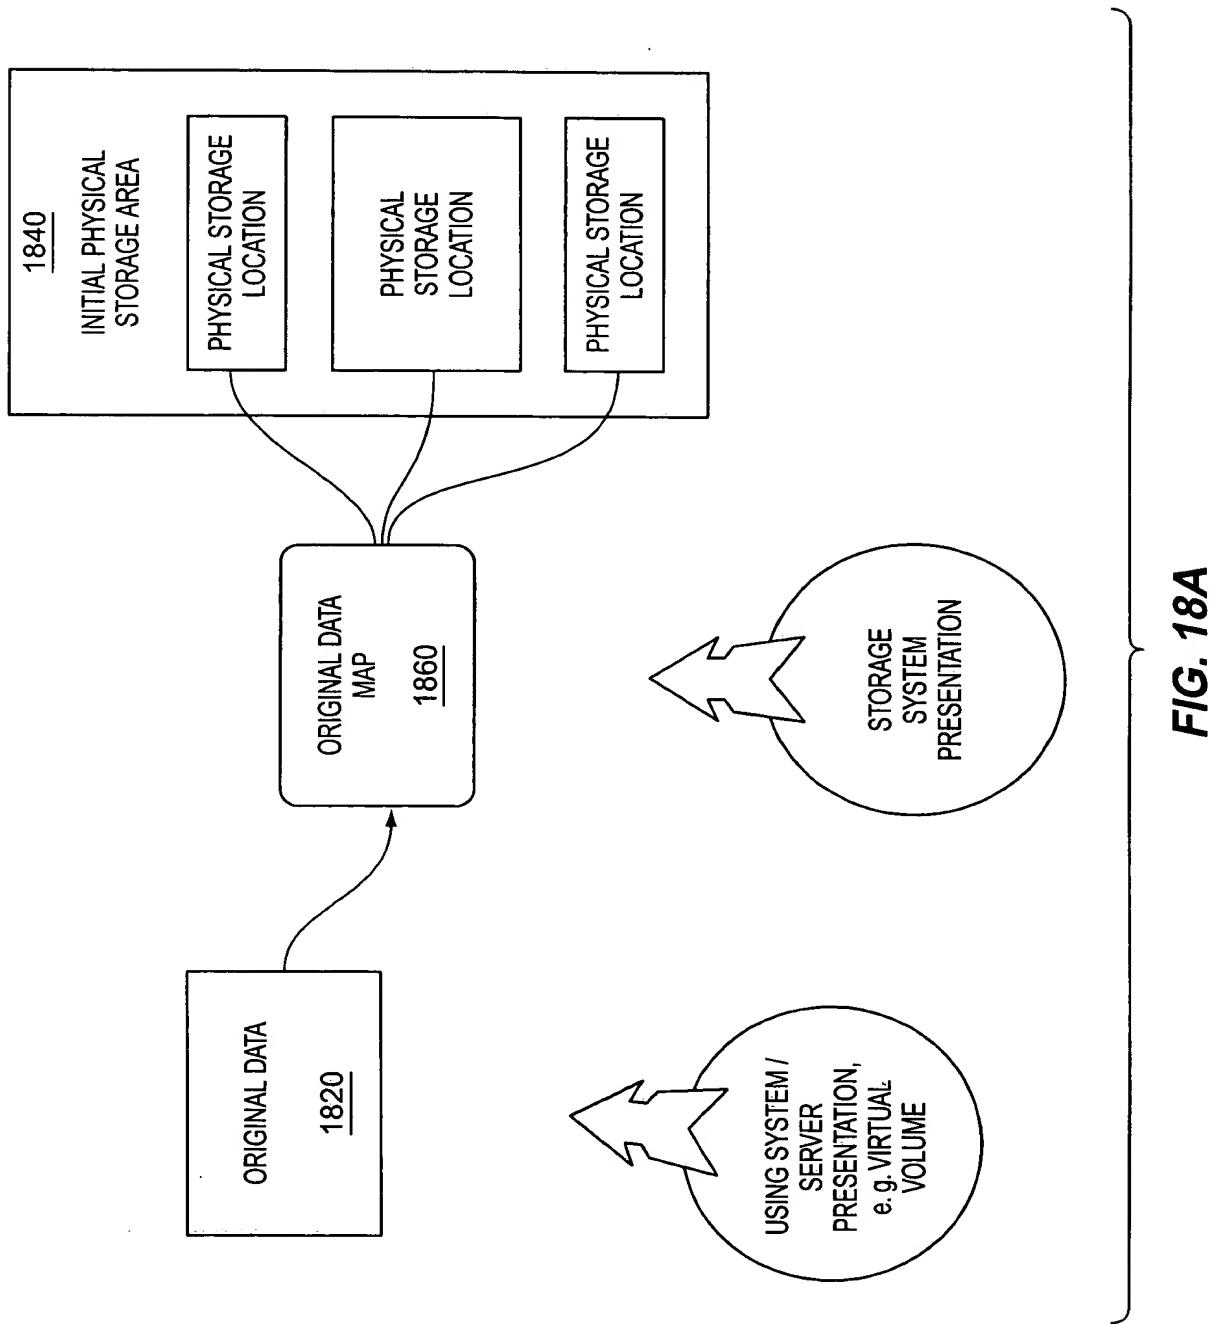 ORIGINAL DATA
1820
ORIGINAL DATA
MAP
1860
1840
INITIAL PHYSICAL
STORAGE AREA
PHYSICAL STORAGE
LOCATION
PHYSICAL
STORAGE
LOCATION
PHYSICAL STORAGE
LOCATION
USING SYSTEM /
SERVER
PRESENTATION,
e. g. VIRTUAL
VOLUME
STORAGE
SYSTEM
PRESENTATION
FIG. 18A